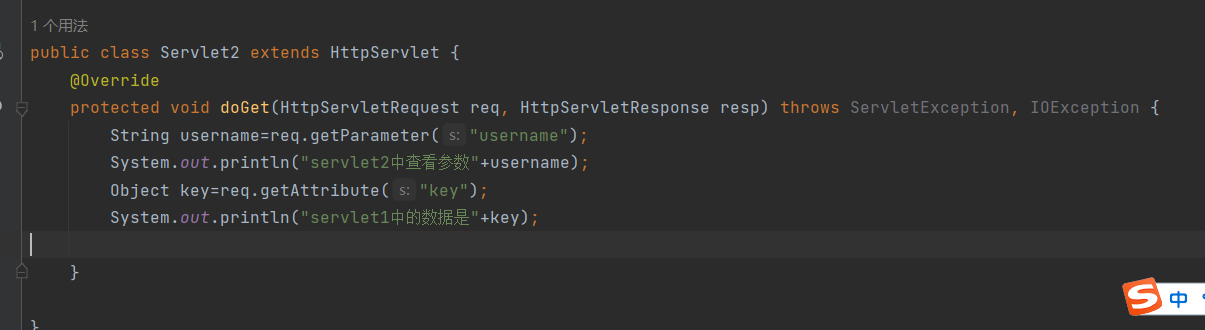 1 个用法
public class Servlet2 extends HttpServlet {
@Override
protected void doGet(HttpServletRequest req, HttpServletResponse resp) throws ServletException, IOException {
String username=req.getParameter( s: "username");
System.out.println("servlet2中查看参数"+username);
Object key=req.getAttribute( s: "key");
System.out.println("servlet1中的数据是"+key);
}
}
S 中